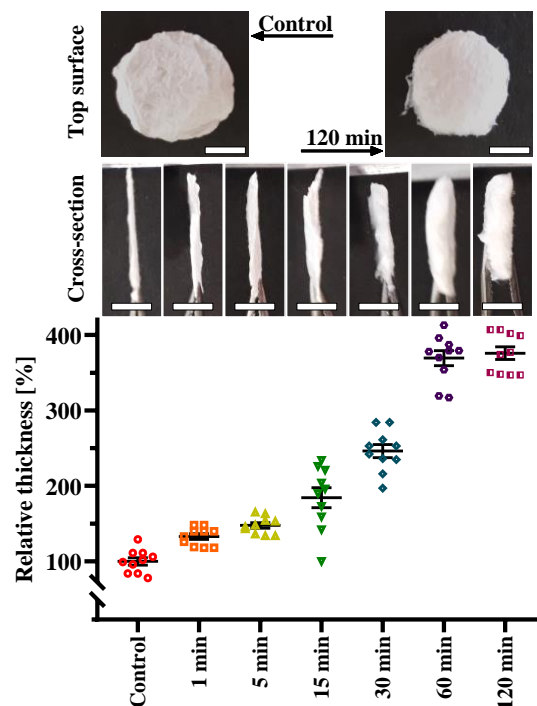 Top surface
Control
120 min
Cross-section
Relative thickness [%]
400
300
200
100
Control
1 min
5 min
15 min
30 min
60 min
120 min